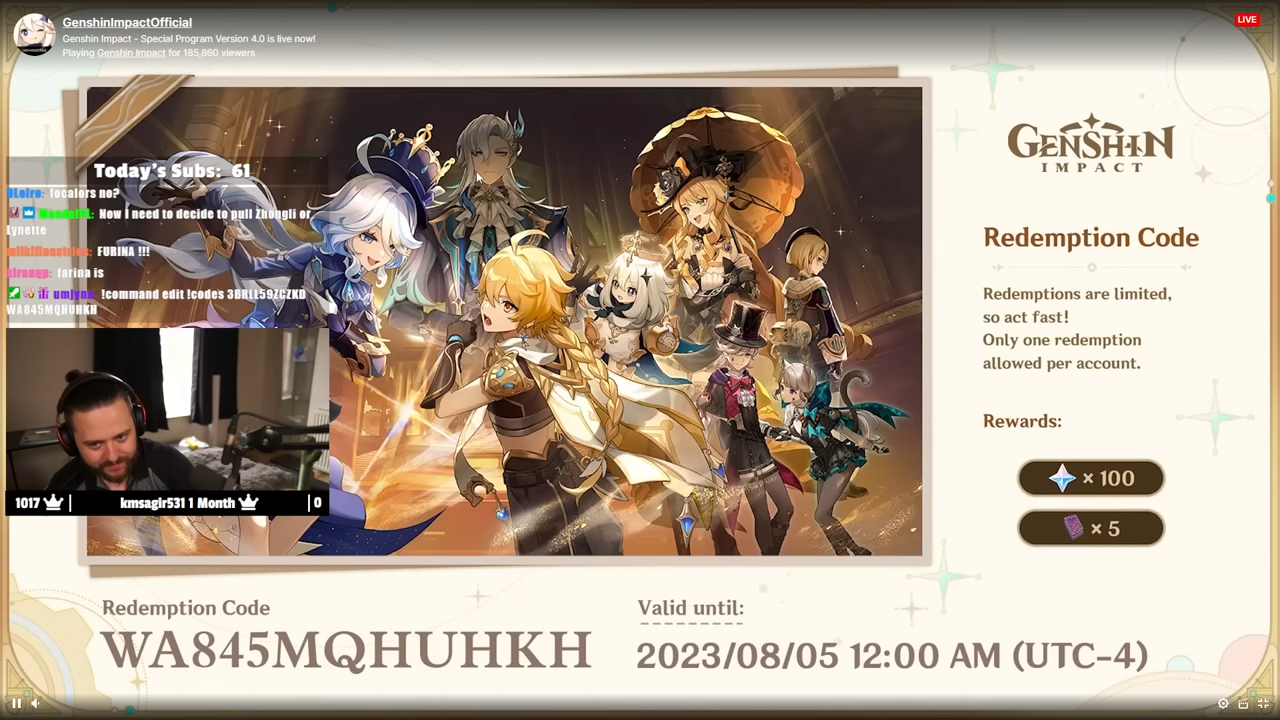 GenshinImpactOfficial
Genshin Impact - Special Program Version 4.0 is live now!
Playing Genshin Impact for 185,860 viewers
LIVE
GENSHIN
IMPACT
Today's Subs: 61
focalors no?
Now i need to decide to pull Zhongli or
Lynette
FURINA !!!
farina is
!command edit !codes 3BRLL59ZCZKD
WA845MQHUHKH
1017 | kmsagir531 1 Month | 0
Redemption Code
Redemptions are limited,
so act fast!
Only one redemption
allowed per account.
Rewards:
× 100
× 5
Redemption Code
WA845MQHUHKH
Valid until:
2023/08/05 12:00 AM (UTC-4)